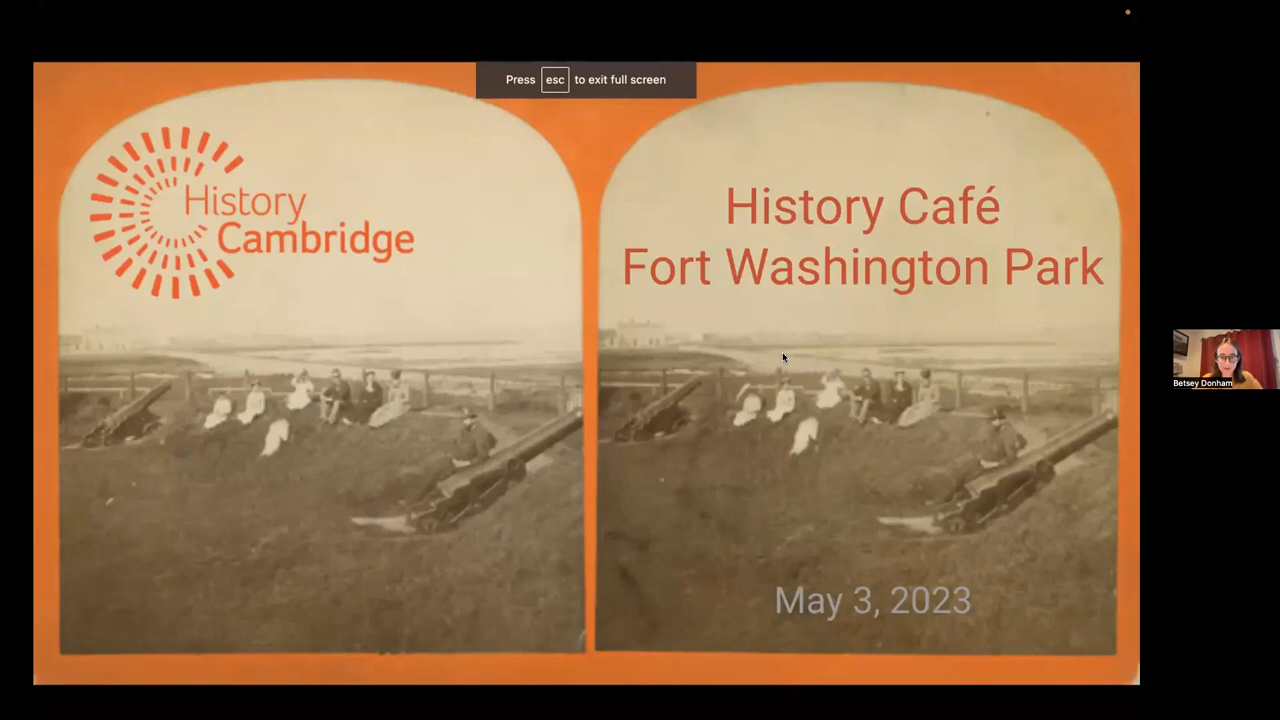 Press esc to exit full screen
History
Cambridge
History Café
Fort Washington Park
May 3, 2023
Betsey Donham